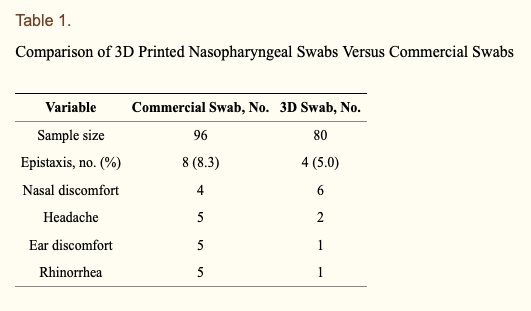 Table 1.
Comparison of 3D Printed Nasopharyngeal Swabs Versus Commercial Swabs
Variable Commercial Swab, No. 3D Swab, No.
Sample size 96 80
Epistaxis, no. (%) 8 (8.3) 4 (5.0)
Nasal discomfort 4 6
Headache 5 2
Ear discomfort 5 1
Rhinorrhea 5 1